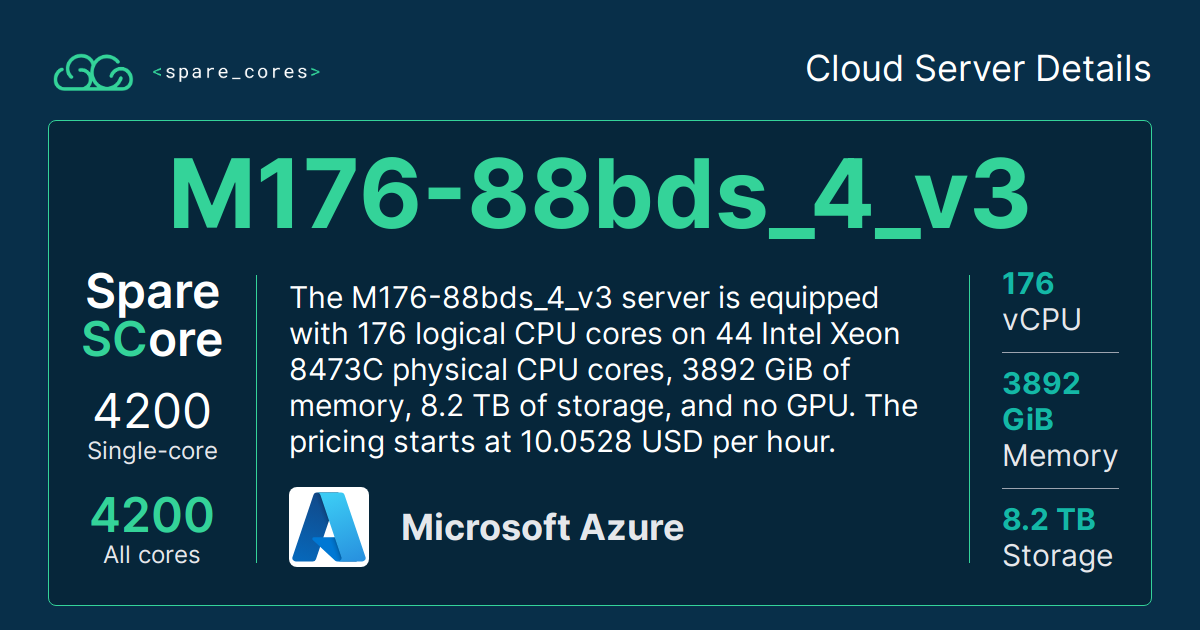 <spare_cores>
Cloud Server Details
M176-88bds_4_v3
Spare
SCore
4200
Single-core
4200
All cores
The M176-88bds_4_v3 server is equipped
with 176 logical CPU cores on 44 Intel Xeon
8473C physical CPU cores, 3892 GiB of
memory, 8.2 TB of storage, and no GPU. The
pricing starts at 10.0528 USD per hour.
Microsoft Azure
176
vCPU
3892
GiB
Memory
8.2 TB
Storage